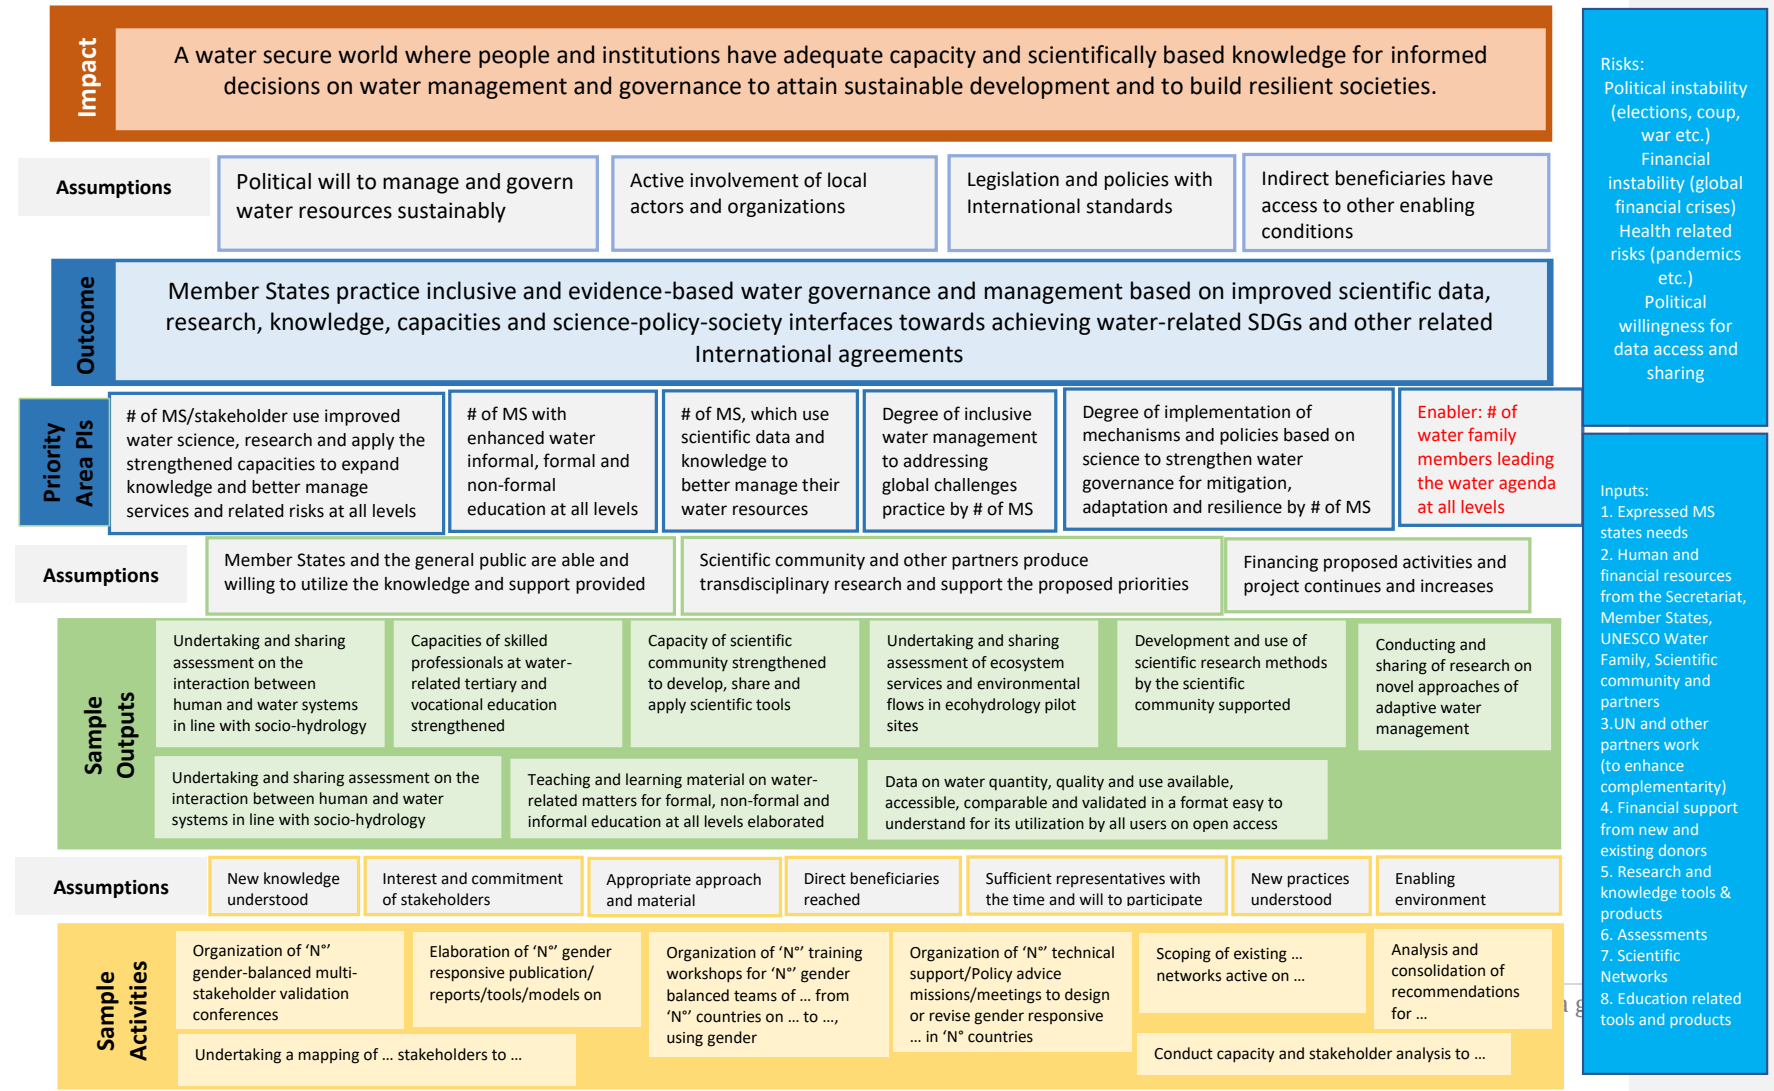 Impact
A water secure world where people and institutions have adequate capacity and scientifically based knowledge for informed
decisions on water management and governance to attain sustainable development and to build resilient societies.
Assumptions
Political will to manage and govern
water resources sustainably
Active involvement of local
actors and organizations
Legislation and policies with
International standards
Indirect beneficiaries have
access to other enabling
conditions
Outcome
Member States practice inclusive and evidence-based water governance and management based on improved scientific data,
research, knowledge, capacities and science-policy-society interfaces towards achieving water-related SDGs and other related
International agreements
Priority
Area PIs
# of MS/stakeholder use improved
water science, research and apply the
strengthened capacities to expand
knowledge and better manage
services and related risks at all levels
# of MS with
enhanced water
informal, formal and
non-formal
education at all levels
# of MS, which use
scientific data and
knowledge to
better manage their
water resources
Degree of inclusive
water management
to addressing
global challenges
practice by # of MS
Degree of implementation of
mechanisms and policies based on
science to strengthen water
governance for mitigation,
adaptation and resilience by # of MS
Enabler: # of
water family
members leading
the water agenda
at all levels
Assumptions
Member States and the general public are able and
willing to utilize the knowledge and support provided
Scientific community and other partners produce
transdisciplinary research and support the proposed priorities
Financing proposed activities and
project continues and increases
Sample
Outputs
Undertaking and sharing
assessment on the
interaction between
human and water systems
in line with socio-hydrology
Capacities of skilled
professionals at water-
related tertiary and
vocational education
strengthened
Capacity of scientific
community strengthened
to develop, share and
apply scientific tools
Undertaking and sharing
assessment of ecosystem
services and environmental
flows in ecohydrology pilot
sites
Development and use of
scientific research methods
by the scientific
community supported
Conducting and
sharing of research on
novel approaches of
adaptive water
management
Undertaking and sharing assessment on the
interaction between human and water
systems in line with socio-hydrology
Teaching and learning material on water-
related matters for formal, non-formal and
informal education at all levels elaborated
Data on water quantity, quality and use available,
accessible, comparable and validated in a format easy to
understand for its utilization by all users on open access
Assumptions
New knowledge
understood
Interest and commitment
of stakeholders
Appropriate approach
and material
Direct beneficiaries
reached
Sufficient representatives with
the time and will to participate
New practices
understood
Enabling
environment
Sample
Activities
Organization of ‘N°’
gender-balanced multi-
stakeholder validation
conferences
Elaboration of ‘N°’ gender
responsive publication/
reports/tools/models on
Organization of ‘N°’ training
workshops for ‘N°’ gender
balanced teams of … from
‘N°’ countries on … to …,
using gender
Organization of ‘N°’ technical
support/Policy advice
missions/meetings to design
or revise gender responsive
… in ‘N° countries
Scoping of existing …
networks active on …
Analysis and
consolidation of
recommendations
for …
Undertaking a mapping of … stakeholders to …
Conduct capacity and stakeholder analysis to …
Risks:
Political instability
(elections, coup,
war etc.)
Financial
instability (global
financial crises)
Health related
risks (pandemics
etc.)
Political
willingness for
data access and
sharing
Inputs:
1. Expressed MS
states needs
2. Human and
financial resources
from the Secretariat,
Member States,
UNESCO Water
Family, Scientific
community and
partners
3.UN and other
partners work
(to enhance
complementarity)
4. Financial support
from new and
existing donors
5. Research and
knowledge tools &
products
6. Assessments
7. Scientific
Networks
8. Education related
tools and products